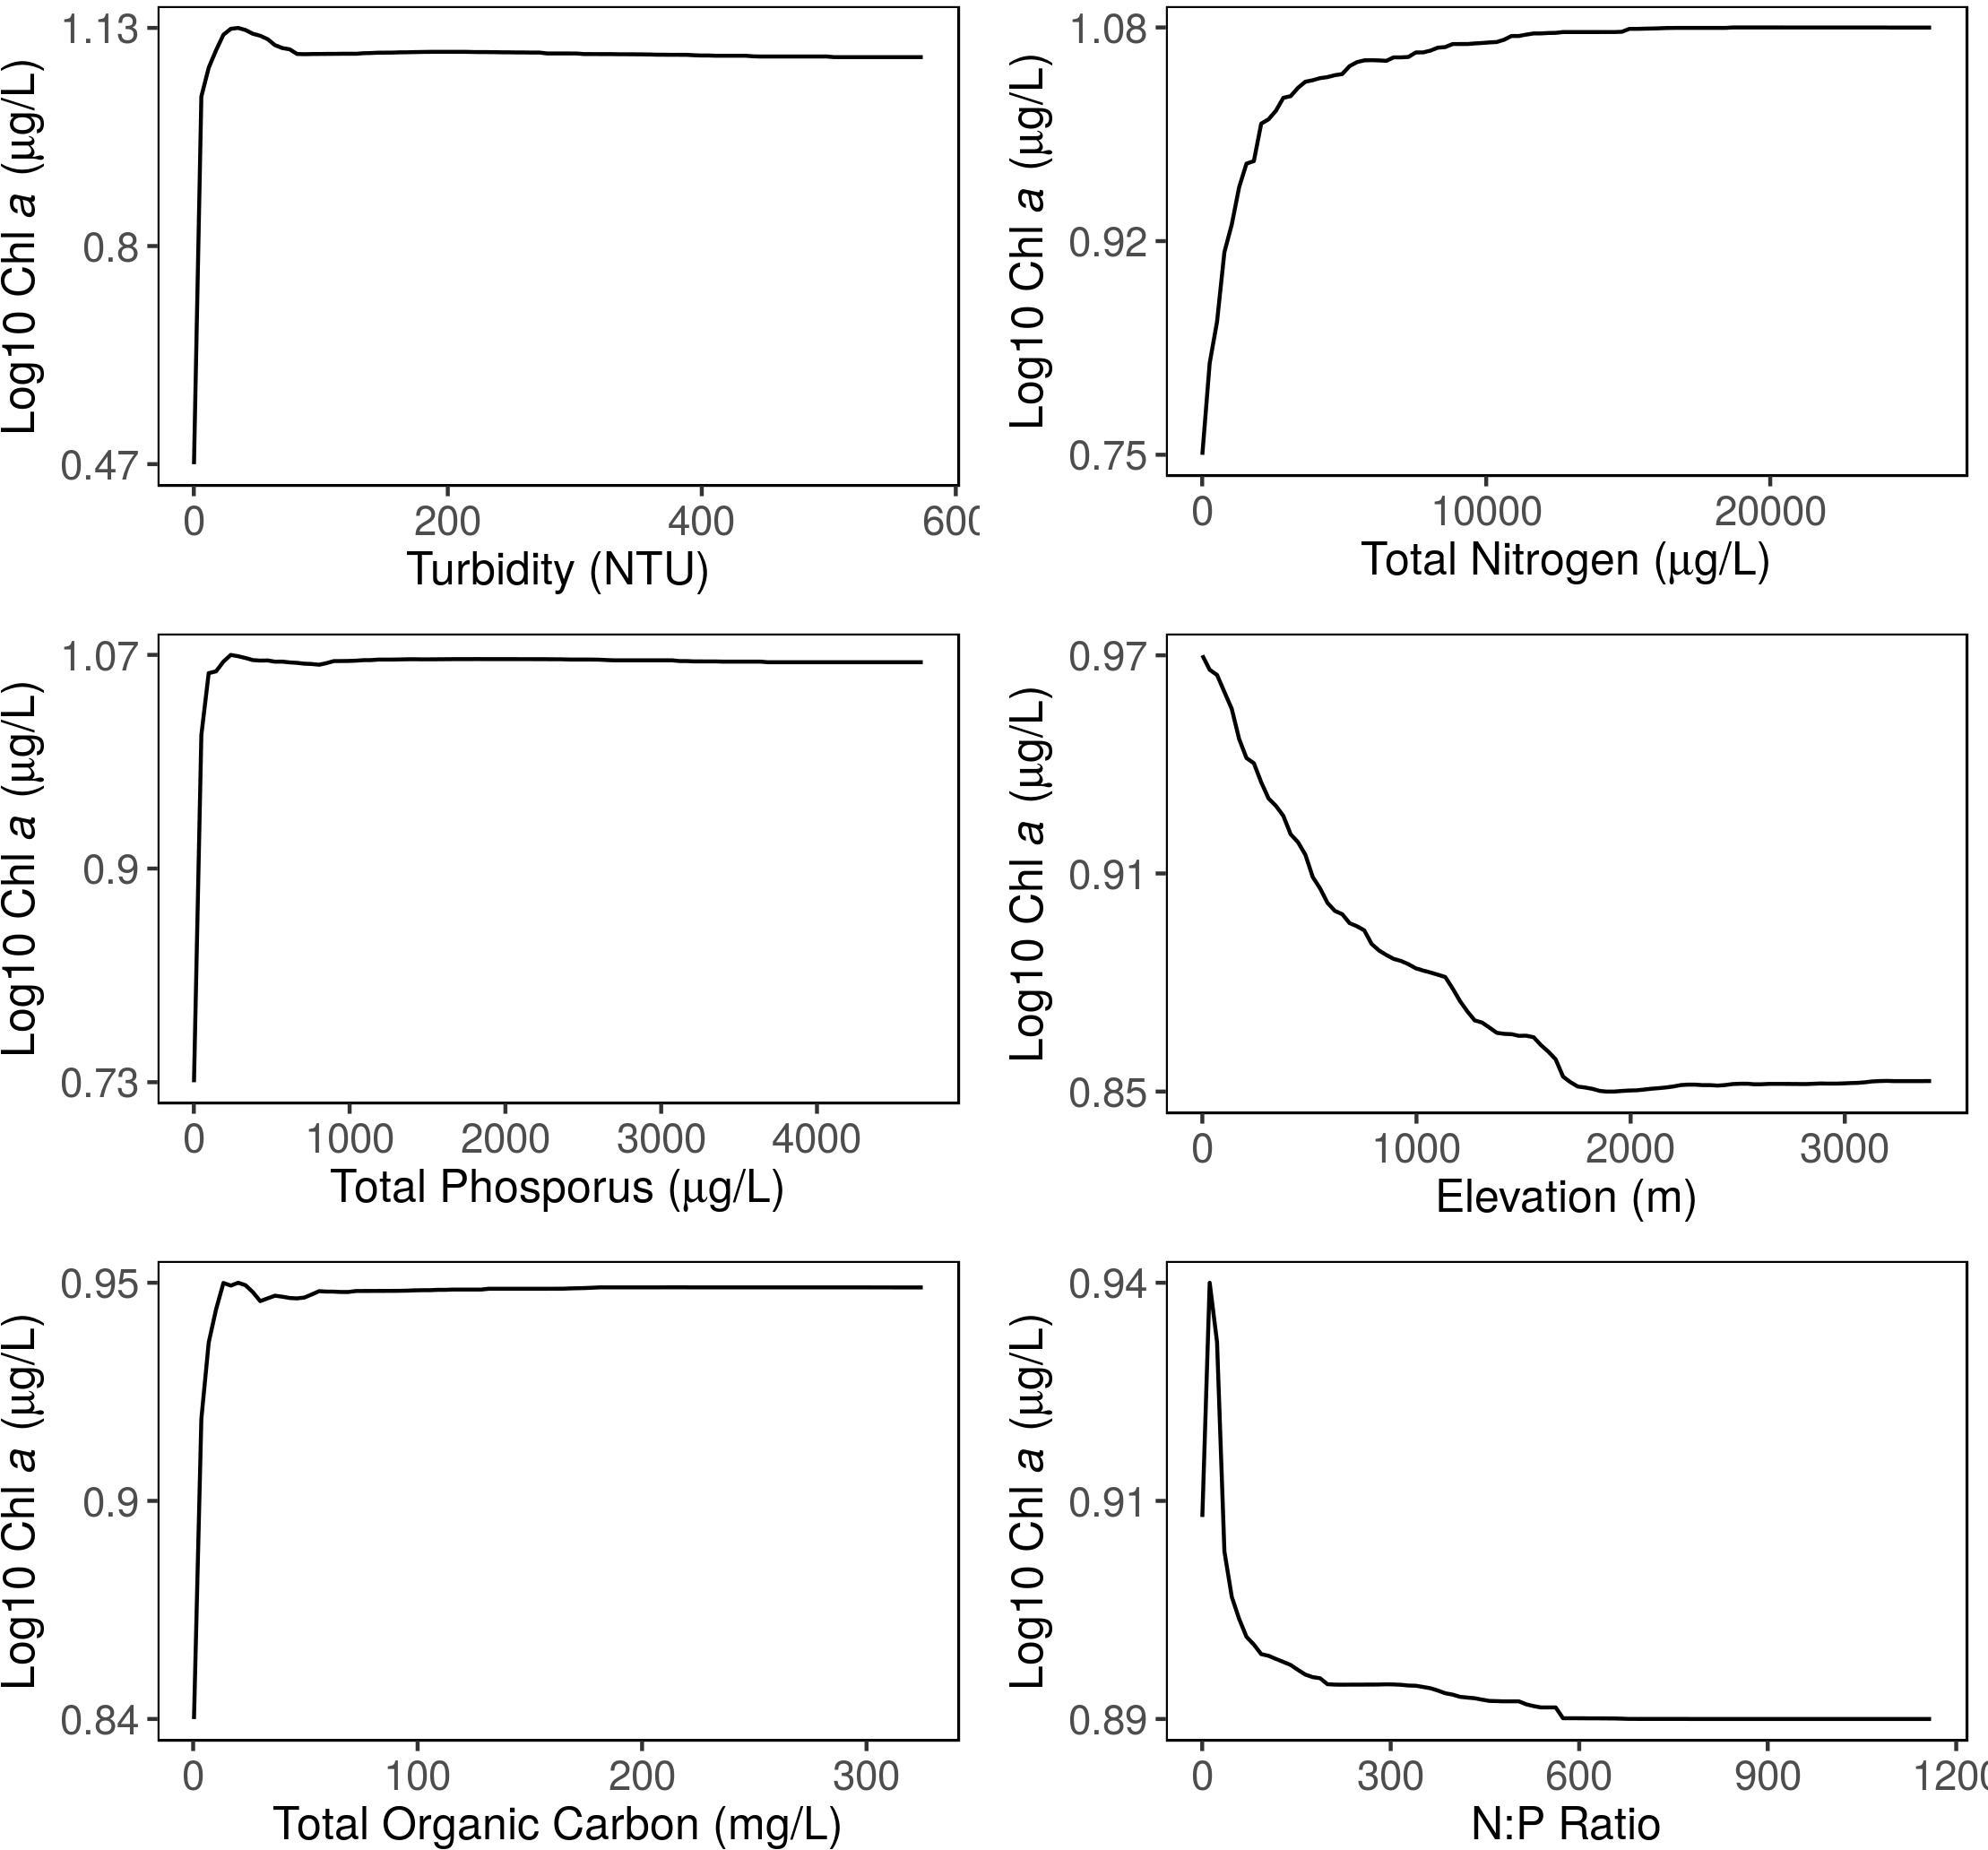 Log10 Chl a (µg/L)
1.13
0.8
0.47
0 200 400 600
Turbidity (NTU)
Log10 Chl a (µg/L)
1.08
0.92
0.75
0 10000 20000
Total Nitrogen (µg/L)
Log10 Chl a (µg/L)
1.07
0.9
0.73
0 1000 2000 3000 4000
Total Phosporus (µg/L)
Log10 Chl a (µg/L)
0.97
0.91
0.85
0 1000 2000 3000
Elevation (m)
Log10 Chl a (µg/L)
0.95
0.9
0.84
0 100 200 300
Total Organic Carbon (mg/L)
Log10 Chl a (µg/L)
0.94
0.91
0.89
0 300 600 900 1200
N:P Ratio